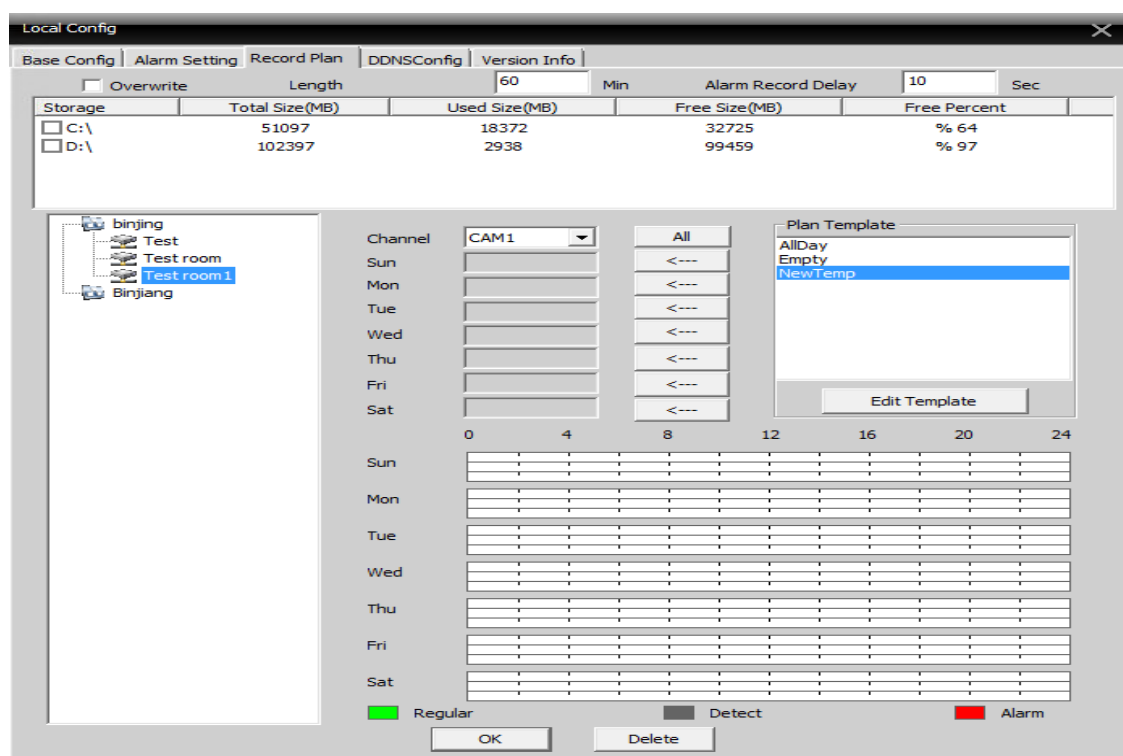 Local Config
Base Config Alarm Setting Record Plan DDNSConfig Version Info
Overwrite Length 60 Min Alarm Record Delay 10 Sec
Storage Total Size(MB) Used Size(MB) Free Size(MB) Free Percent
C:\ 51097 18372 32725 % 64
D:\ 102397 2938 99459 % 97
binjing
Test
Test room
Test room1
Binjiang
Channel CAM1 All
Sun <---
Mon <---
Tue <---
Wed <---
Thu <---
Fri <---
Sat <---
Plan Template
AllDay
Empty
NewTemp
Edit Template
0 4 8 12 16 20 24
Sun
Mon
Tue
Wed
Thu
Fri
Sat
Regular Detect Alarm
OK Delete